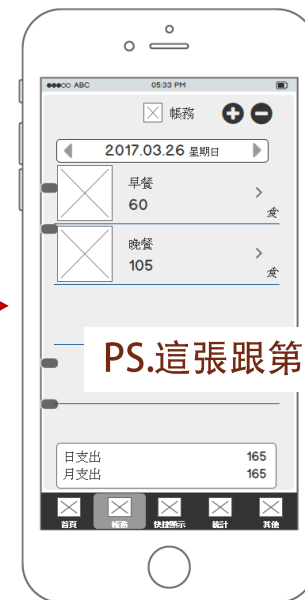 ABC 05:33 PM
帳務
2017.03.26 星期日
早餐
60
食
晚餐
105
食
PS.這張跟第
日支出 165
月支出 165
首頁 帳務 快捷顯示 統計 其他